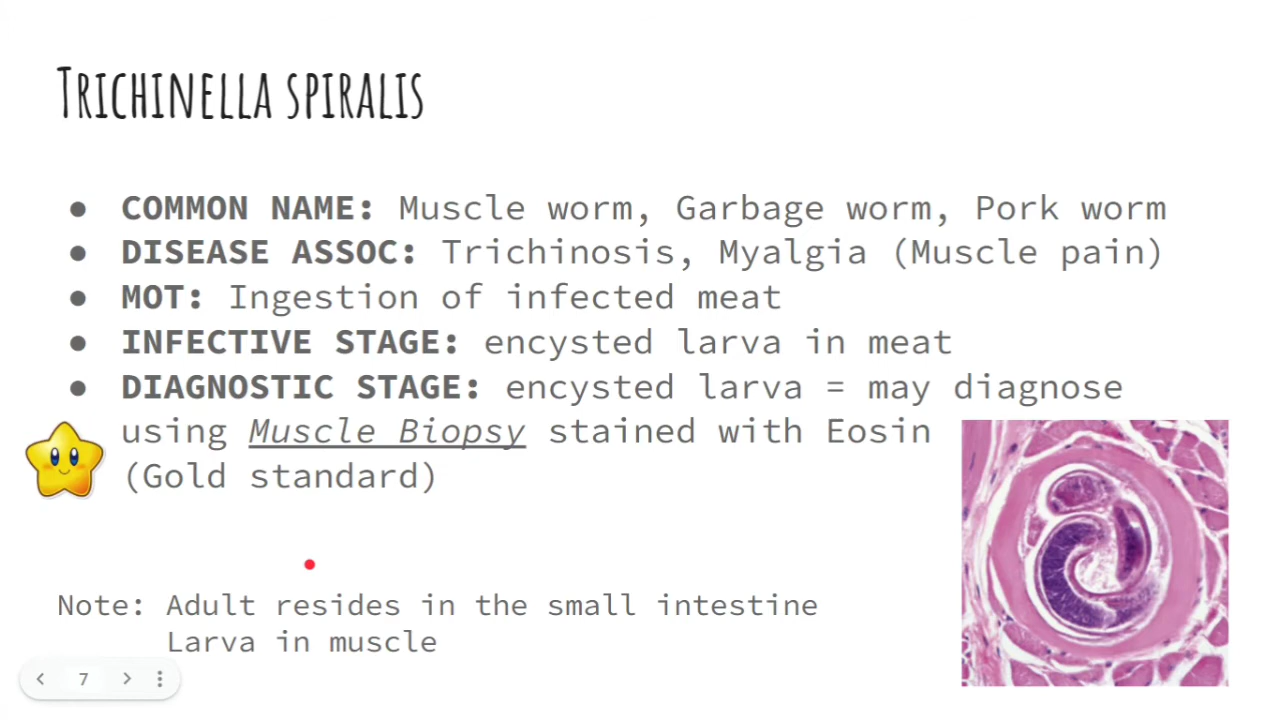 Trichinella spiralis
● COMMON NAME: Muscle worm, Garbage worm, Pork worm
● DISEASE ASSOC: Trichinosis, Myalgia (Muscle pain)
● MOT: Ingestion of infected meat
● INFECTIVE STAGE: encysted larva in meat
● DIAGNOSTIC STAGE: encysted larva = may diagnose
using Muscle Biopsy stained with Eosin
(Gold standard)
Note: Adult resides in the small intestine
Larva in muscle
7